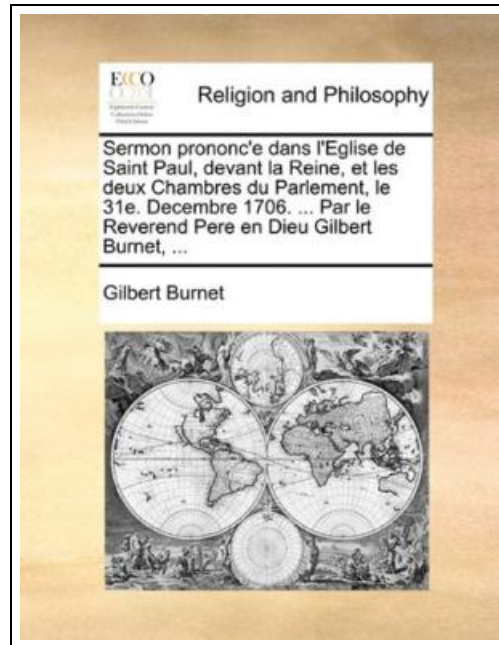 ECCO
Religion and Philosophy
Sermon prononc'e dans l'Eglise de
Saint Paul, devant la Reine, et les
deux Chambres du Parlement, le
31e. Decembre 1706. ... Par le
Reverend Pere en Dieu Gilbert
Burnet, ...
Gilbert Burnet